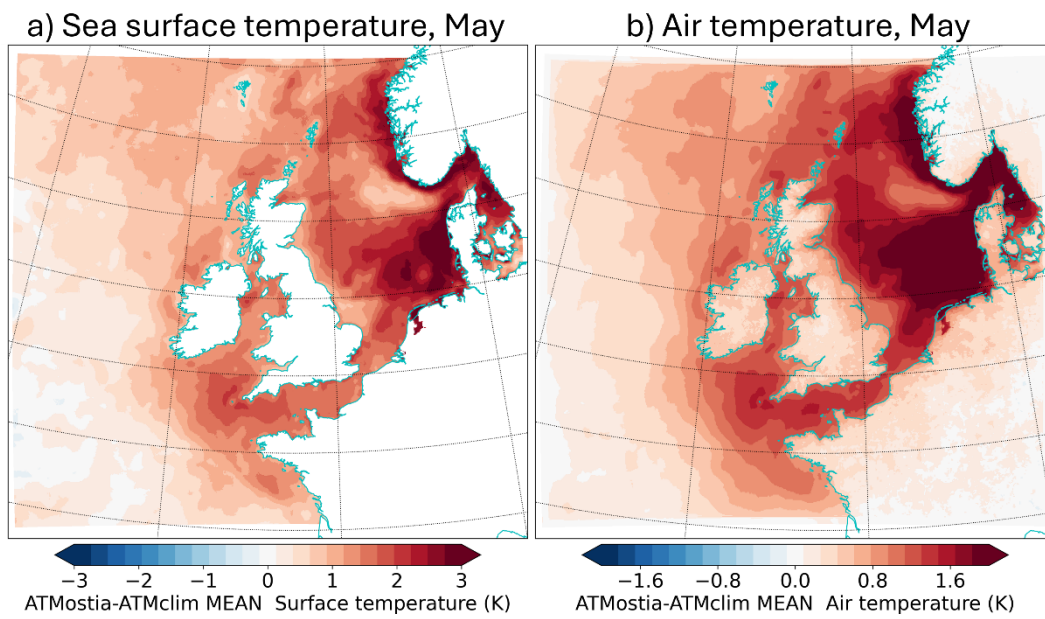 a) Sea surface temperature, May
b) Air temperature, May
−3 −2 −1 0 1 2 3
ATMostia-ATMclim MEAN Surface temperature (K)
−1.6 −0.8 0.0 0.8 1.6
ATMostia-ATMclim MEAN Air temperature (K)